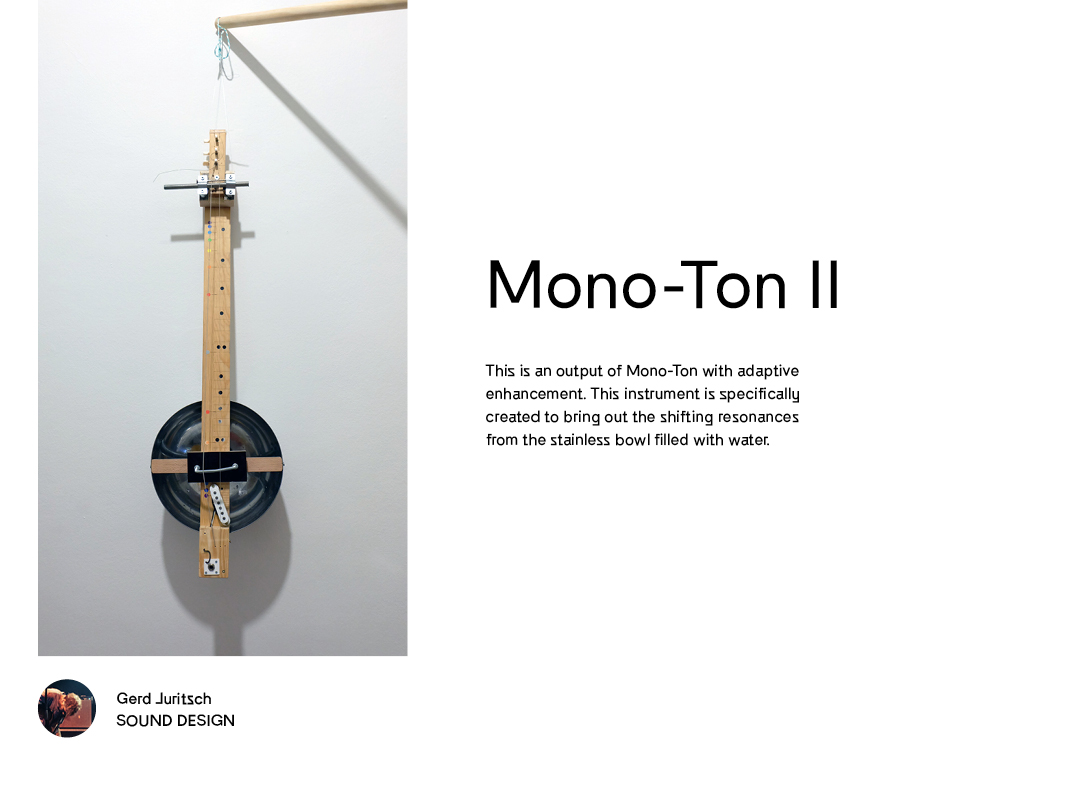 Mono-Ton II
This is an output of Mono-Ton with adaptive
enhancement. This instrument is specifically
created to bring out the shifting resonances
from the stainless bowl filled with water.
Gerd Juritsch
SOUND DESIGN